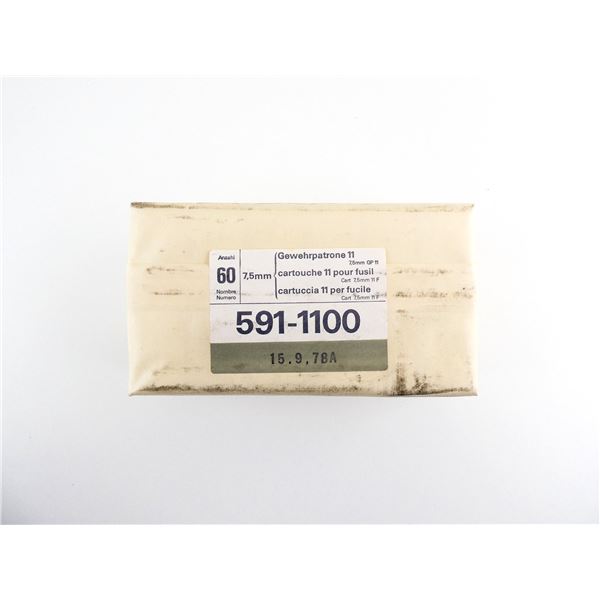 Anzahl
60
Nombre
Numero
7,5mm
Gewehrpatrone 11
7,5mm GP 11
cartouche 11 pour fusil
Cart 7,5mm 11 F
cartuccia 11 per fucile
Cart 7,5mm 11 F
591-1100
15.9,78A